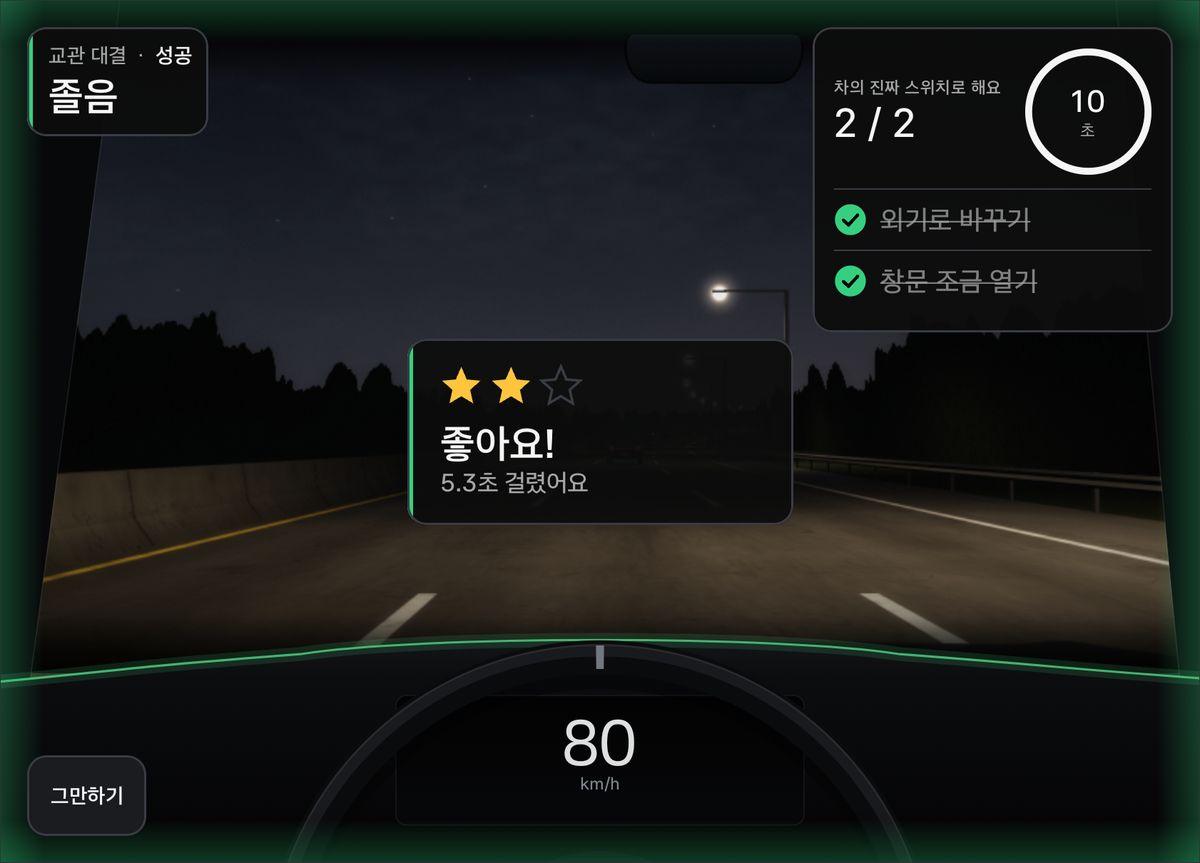 교관 대결 · 성공
졸음
차의 진짜 스위치로 해요
2 / 2
10
초
외기로 바꾸기
창문 조금 열기
좋아요!
5.3초 걸렸어요
80
km/h
그만하기